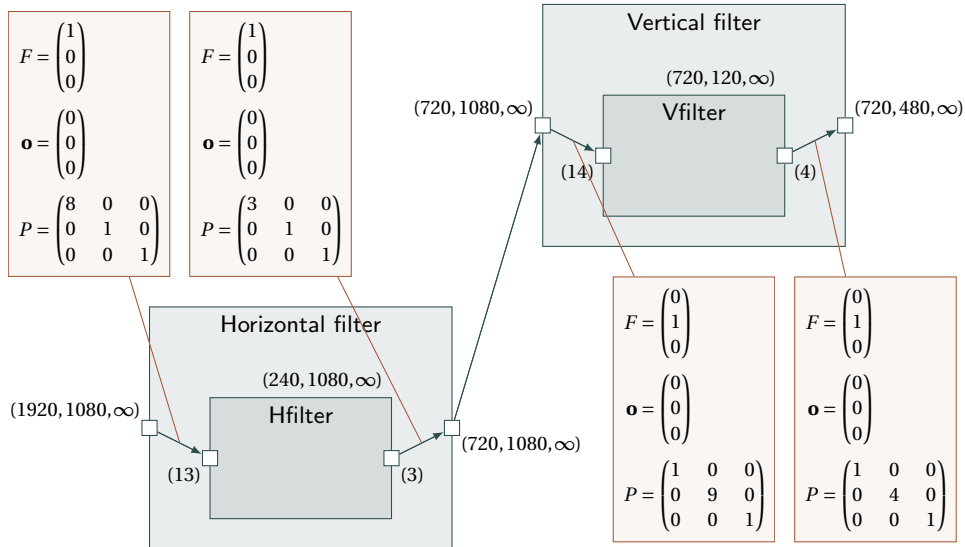 F = (1 0 0)
o = (0 0 0)
P = (8 0 0
0 1 0
0 0 1)
F = (1 0 0)
o = (0 0 0)
P = (3 0 0
0 1 0
0 0 1)
Vertical filter
(720, 120, ∞)
Vfilter
(720, 1080, ∞)
(720, 480, ∞)
(14)
(4)
Horizontal filter
(240, 1080, ∞)
Hfilter
(1920, 1080, ∞)
(720, 1080, ∞)
(13)
(3)
F = (0 1 0)
o = (0 0 0)
P = (1 0 0
0 9 0
0 0 1)
F = (0 1 0)
o = (0 0 0)
P = (1 0 0
0 4 0
0 0 1)